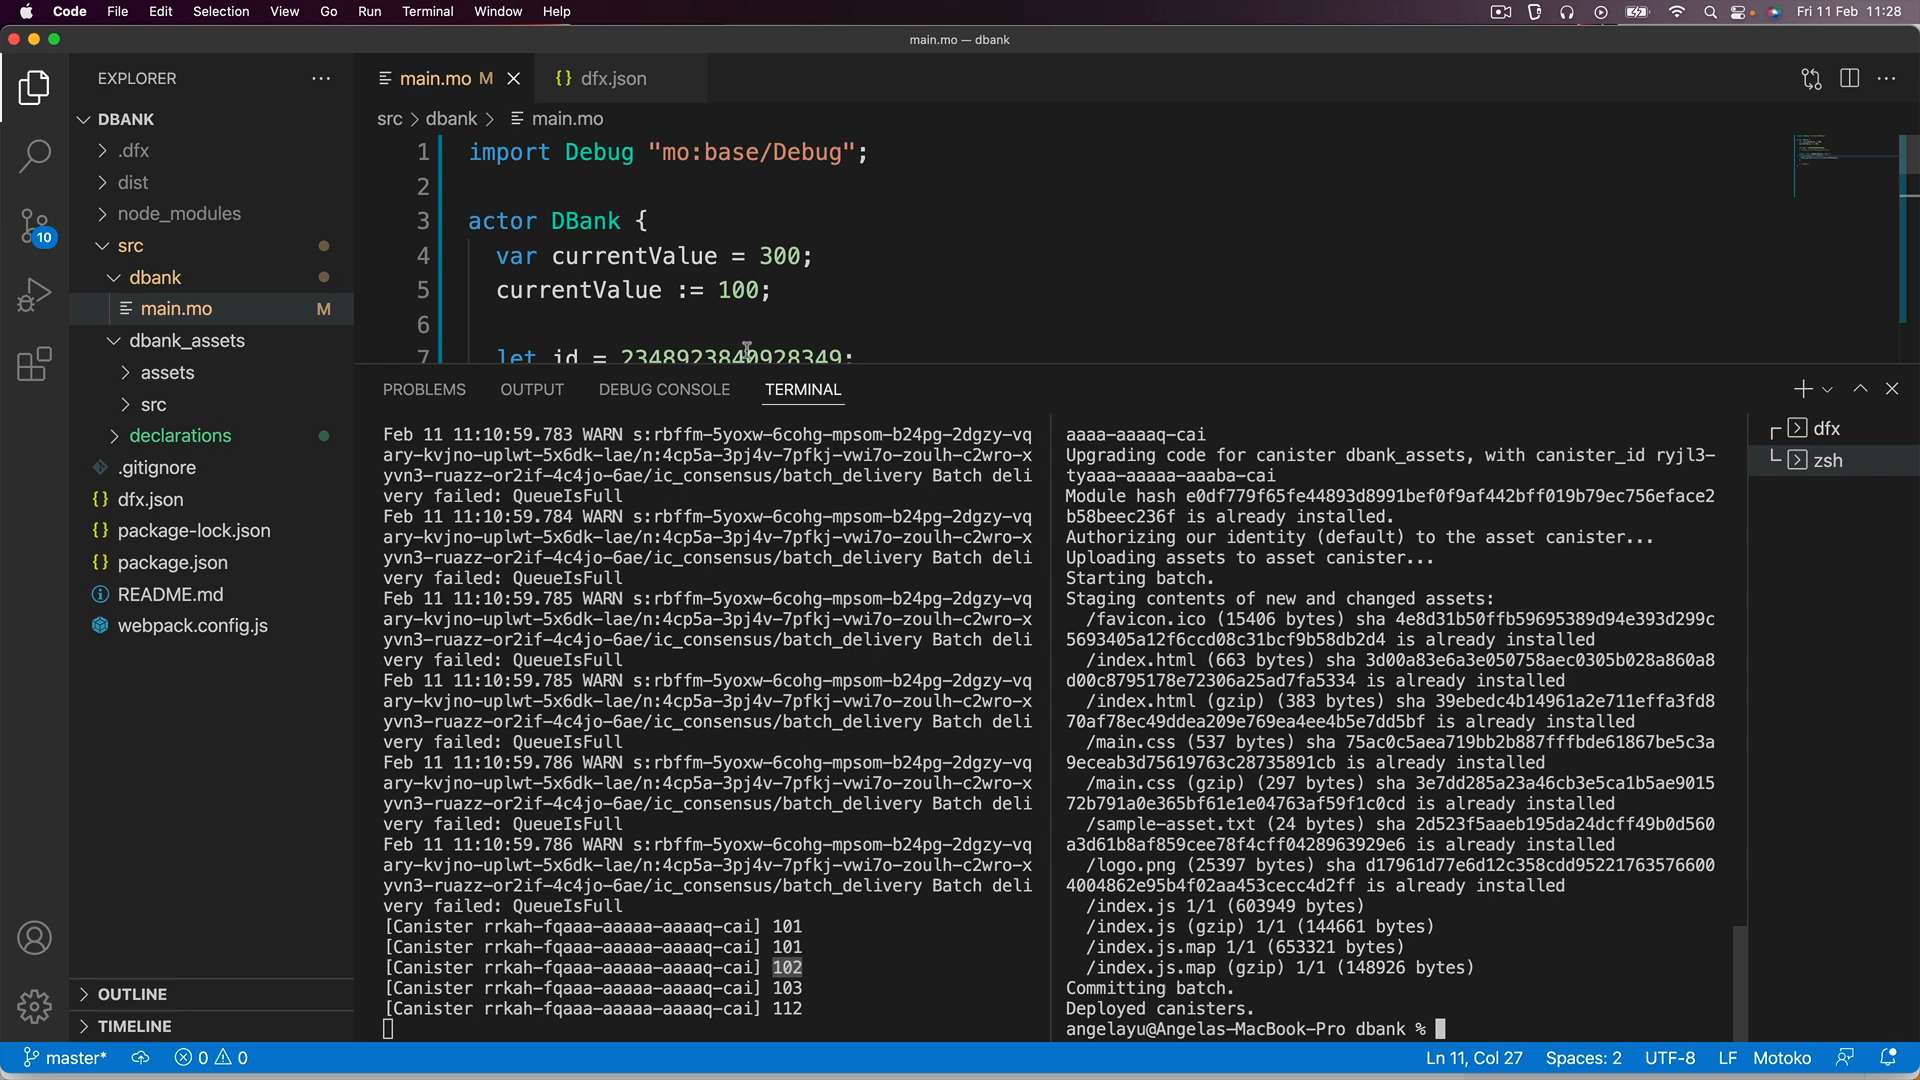 Code File Edit Selection View Go Run Terminal Window Help Fri 11 Feb 11:28
main.mo — dbank
EXPLORER
main.mo M
dfx.json
src > dbank > main.mo
DBANK
.dfx
dist
node_modules
src
dbank
main.mo M
dbank_assets
assets
src
declarations
.gitignore
dfx.json
package-lock.json
package.json
README.md
webpack.config.js
OUTLINE
TIMELINE
10
1 import Debug "mo:base/Debug";
2
3 actor DBank {
4 var currentValue = 300;
5 currentValue := 100;
6
7 let id = 2348923840928349;
PROBLEMS OUTPUT DEBUG CONSOLE TERMINAL
Feb 11 11:10:59.783 WARN s:rbffm-5yoxw-6cohg-mpsom-b24pg-2dgzy-vq
ary-kvjno-uplwt-5x6dk-lae/n:4cp5a-3pj4v-7pfkj-vwi7o-zoulh-c2wro-x
yvn3-ruazz-or2if-4c4jo-6ae/ic_consensus/batch_delivery Batch deli
very failed: QueueIsFull
Feb 11 11:10:59.784 WARN s:rbffm-5yoxw-6cohg-mpsom-b24pg-2dgzy-vq
ary-kvjno-uplwt-5x6dk-lae/n:4cp5a-3pj4v-7pfkj-vwi7o-zoulh-c2wro-x
yvn3-ruazz-or2if-4c4jo-6ae/ic_consensus/batch_delivery Batch deli
very failed: QueueIsFull
Feb 11 11:10:59.785 WARN s:rbffm-5yoxw-6cohg-mpsom-b24pg-2dgzy-vq
ary-kvjno-uplwt-5x6dk-lae/n:4cp5a-3pj4v-7pfkj-vwi7o-zoulh-c2wro-x
yvn3-ruazz-or2if-4c4jo-6ae/ic_consensus/batch_delivery Batch deli
very failed: QueueIsFull
Feb 11 11:10:59.785 WARN s:rbffm-5yoxw-6cohg-mpsom-b24pg-2dgzy-vq
ary-kvjno-uplwt-5x6dk-lae/n:4cp5a-3pj4v-7pfkj-vwi7o-zoulh-c2wro-x
yvn3-ruazz-or2if-4c4jo-6ae/ic_consensus/batch_delivery Batch deli
very failed: QueueIsFull
Feb 11 11:10:59.786 WARN s:rbffm-5yoxw-6cohg-mpsom-b24pg-2dgzy-vq
ary-kvjno-uplwt-5x6dk-lae/n:4cp5a-3pj4v-7pfkj-vwi7o-zoulh-c2wro-x
yvn3-ruazz-or2if-4c4jo-6ae/ic_consensus/batch_delivery Batch deli
very failed: QueueIsFull
Feb 11 11:10:59.786 WARN s:rbffm-5yoxw-6cohg-mpsom-b24pg-2dgzy-vq
ary-kvjno-uplwt-5x6dk-lae/n:4cp5a-3pj4v-7pfkj-vwi7o-zoulh-c2wro-x
yvn3-ruazz-or2if-4c4jo-6ae/ic_consensus/batch_delivery Batch deli
very failed: QueueIsFull
[Canister rrkah-fqaaa-aaaaa-aaaaq-cai] 101
[Canister rrkah-fqaaa-aaaaa-aaaaq-cai] 101
[Canister rrkah-fqaaa-aaaaa-aaaaq-cai] 102
[Canister rrkah-fqaaa-aaaaa-aaaaq-cai] 103
[Canister rrkah-fqaaa-aaaaa-aaaaq-cai] 112
aaaa-aaaaq-cai
Upgrading code for canister dbank_assets, with canister_id ryjl3-
tyaaa-aaaaa-aaaba-cai
Module hash e0df779f65fe44893d8991bef0f9af442bff019b79ec756eface2
b58beec236f is already installed.
Authorizing our identity (default) to the asset canister...
Uploading assets to asset canister...
Starting batch.
Staging contents of new and changed assets:
/favicon.ico (15406 bytes) sha 4e8d31b50ffb59695389d94e393d299c
5693405a12f6ccd08c31bcf9b58db2d4 is already installed
/index.html (663 bytes) sha 3d00a83e6a3e050758aec0305b028a860a8
d00c8795178e72306a25ad7fa5334 is already installed
/index.html (gzip) (383 bytes) sha 39ebedc4b14961a2e711effa3fd8
70af78ec49ddea209e769ea4ee4b5e7dd5bf is already installed
/main.css (537 bytes) sha 75ac0c5aea719bb2b887fffbde61867be5c3a
9eceab3d75619763c28735891cb is already installed
/main.css (gzip) (297 bytes) sha 3e7dd285a23a46cb3e5ca1b5ae9015
72b791a0e365bf61e1e04763af59f1c0cd is already installed
/sample-asset.txt (24 bytes) sha 2d523f5aaeb195da24dcff49b0d560
a3d61b8af859cee78f4cff0428963929e6 is already installed
/logo.png (25397 bytes) sha d17961d77e6d12c358cdd95221763576600
4004862e95b4f02aa453cecc4d2ff is already installed
/index.js 1/1 (603949 bytes)
/index.js (gzip) 1/1 (144661 bytes)
/index.js.map 1/1 (653321 bytes)
/index.js.map (gzip) 1/1 (148926 bytes)
Committing batch.
Deployed canisters.
angelayu@Angelas-MacBook-Pro dbank %
dfx
zsh
master* 0 0 Ln 11, Col 27 Spaces: 2 UTF-8 LF Motoko